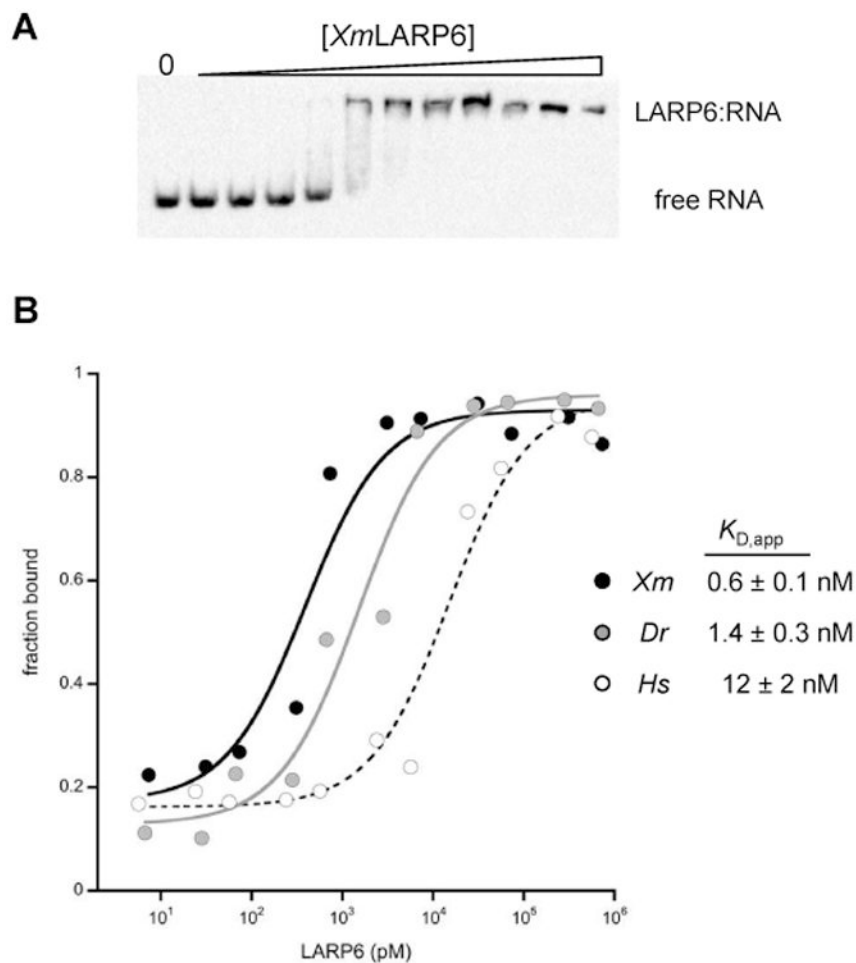 A
[XmLARP6]
0
LARP6:RNA
free RNA
B
1
0.8
0.6
0.4
0.2
0
fraction bound
10¹ 10² 10³ 10⁴ 10⁵ 10⁶
LARP6 (pM)
K_D,app
Xm 0.6 ± 0.1 nM
Dr 1.4 ± 0.3 nM
Hs 12 ± 2 nM